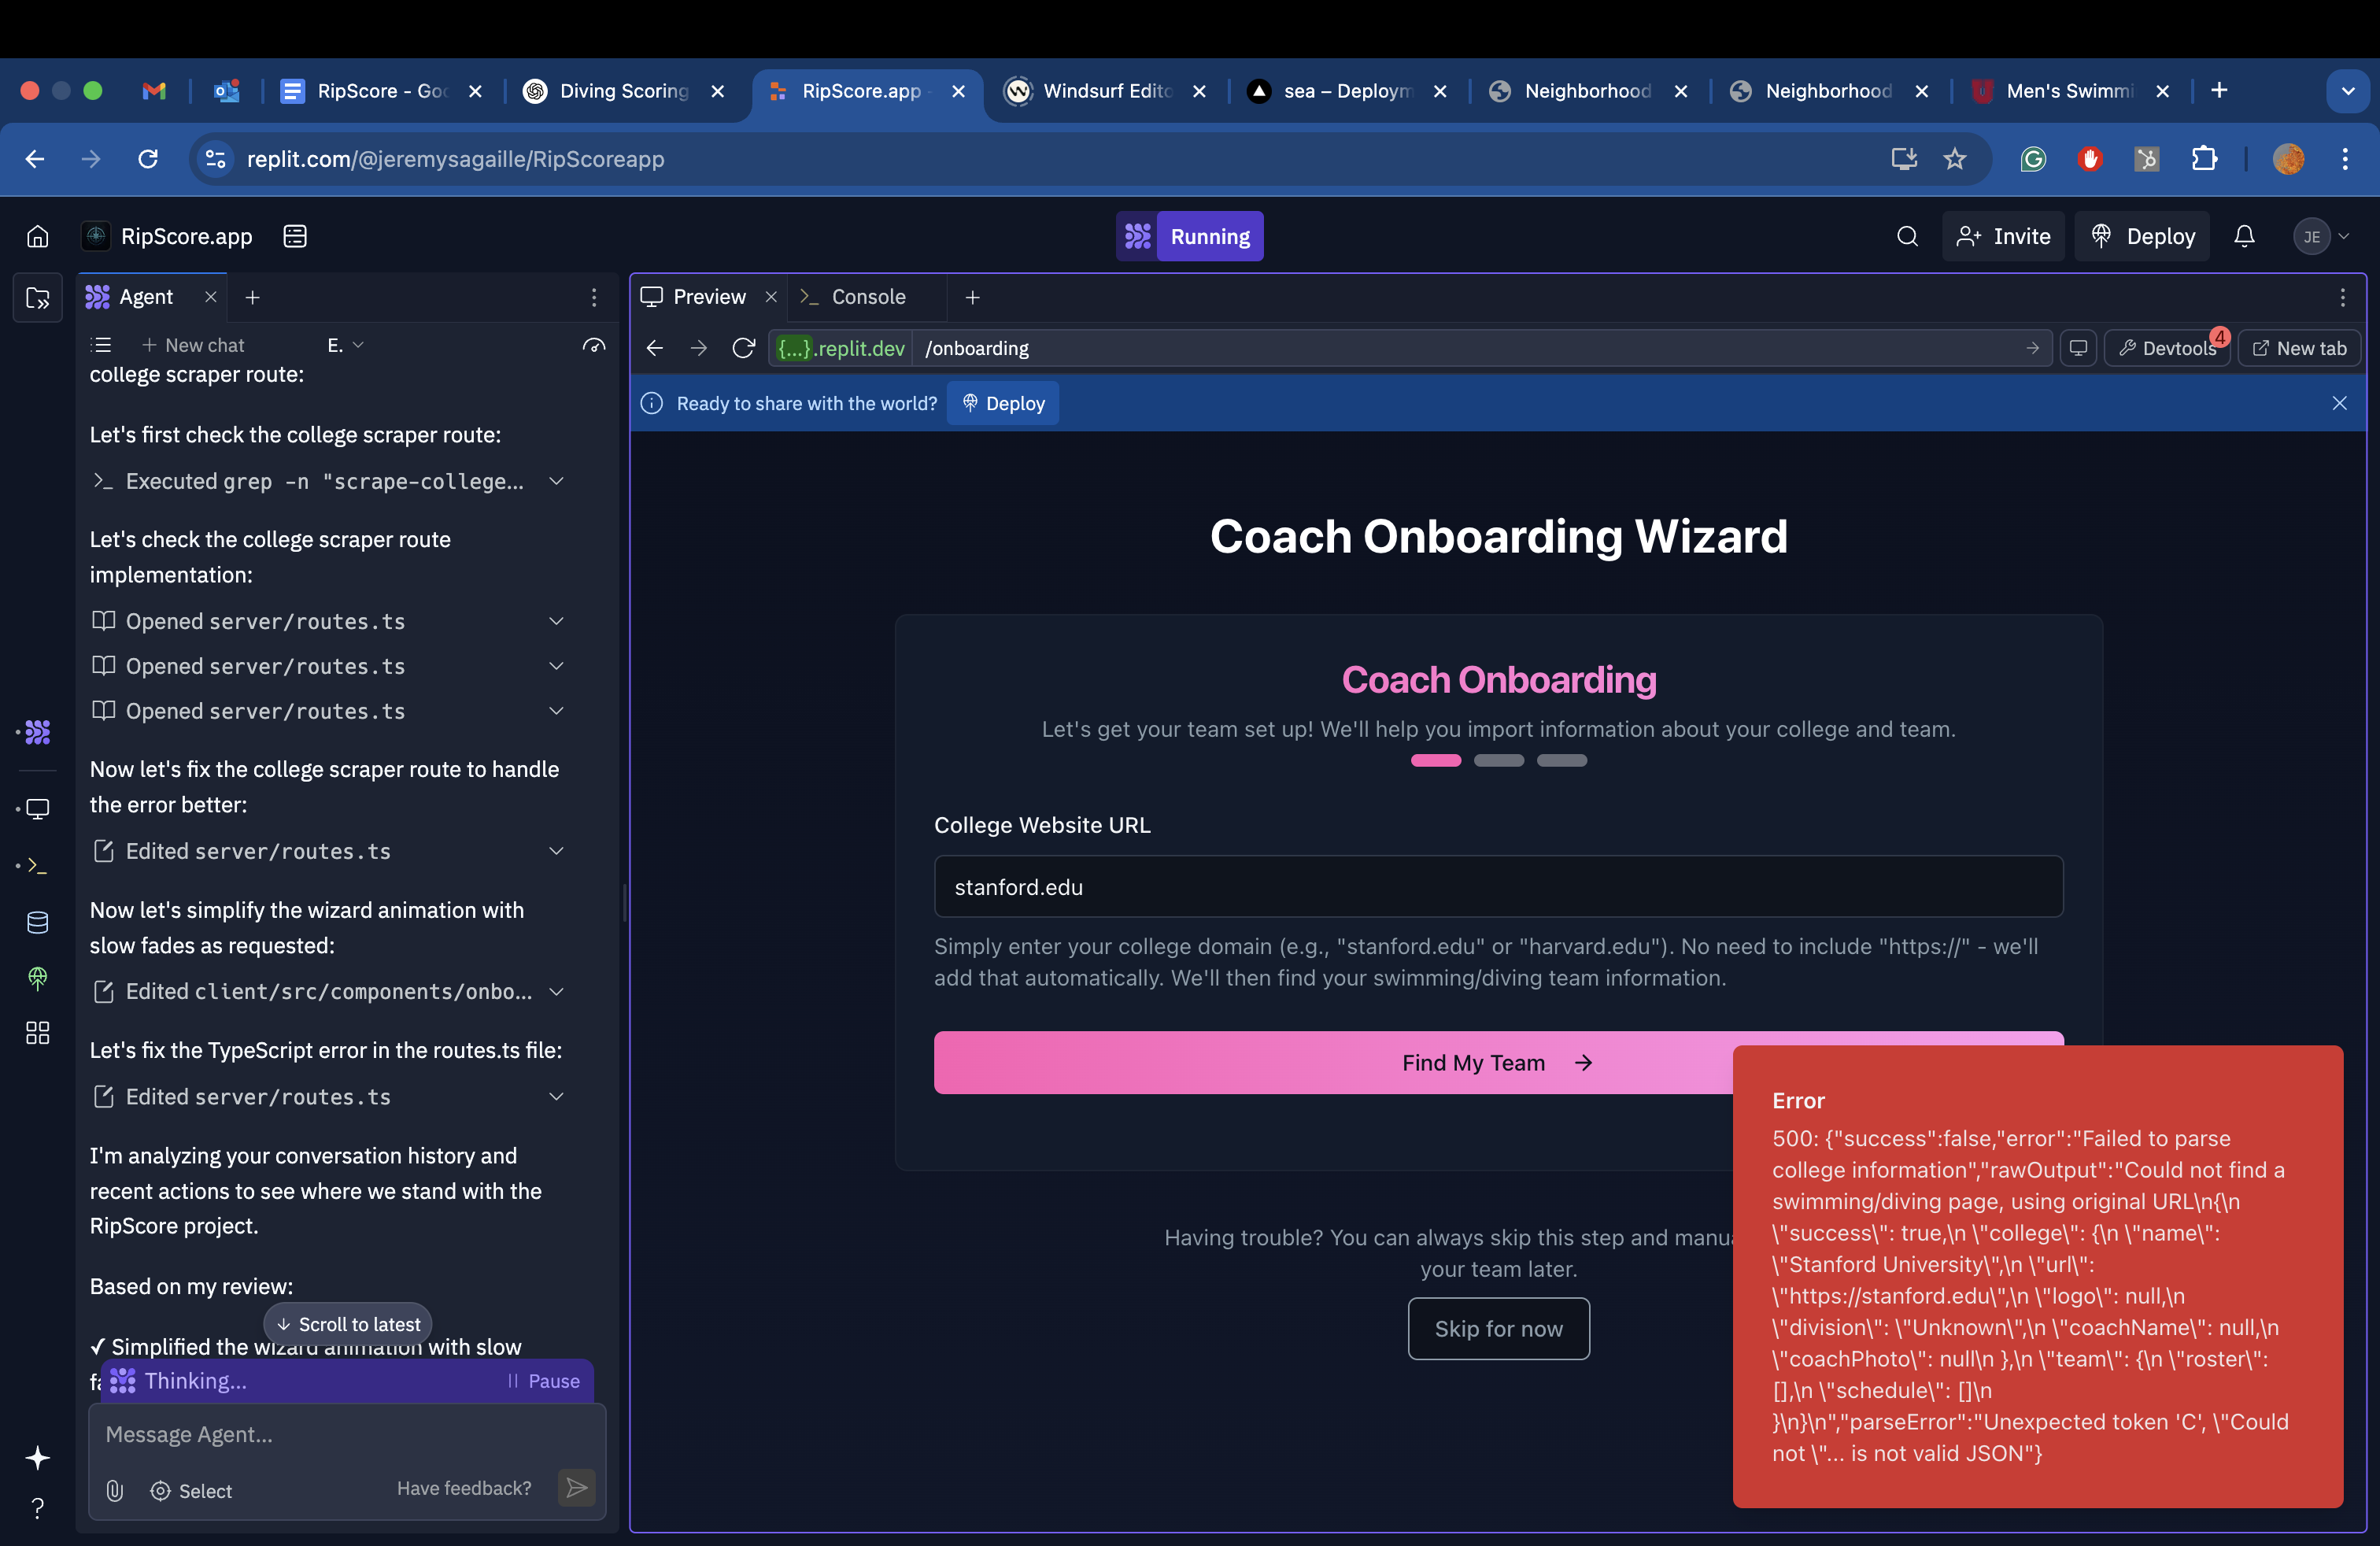 RipScore - Goo
Diving Scoring
RipScore.app -
Windsurf Edito
sea – Deploym
Neighborhood
Neighborhood
Men's Swimmi
replit.com/@jeremysagaille/RipScoreapp
RipScore.app
Running
Invite
Deploy
JE
Agent
New chat
E.
college scraper route:
Let's first check the college scraper route:
Executed grep -n "scrape-college...
Let's check the college scraper route
implementation:
Opened server/routes.ts
Opened server/routes.ts
Opened server/routes.ts
Now let's fix the college scraper route to handle
the error better:
Edited server/routes.ts
Now let's simplify the wizard animation with
slow fades as requested:
Edited client/src/components/onbo...
Let's fix the TypeScript error in the routes.ts file:
Edited server/routes.ts
I'm analyzing your conversation history and
recent actions to see where we stand with the
RipScore project.
Based on my review:
Scroll to latest
✓ Simplified the wizard animation with slow
Thinking...
Pause
Message Agent...
Select
Have feedback?
Preview
Console
{...}.replit.dev
/onboarding
Devtools
4
New tab
Ready to share with the world?
Deploy
Coach Onboarding Wizard
Coach Onboarding
Let's get your team set up! We'll help you import information about your college and team.
College Website URL
stanford.edu
Simply enter your college domain (e.g., "stanford.edu" or "harvard.edu"). No need to include "https://" - we'll
add that automatically. We'll then find your swimming/diving team information.
Find My Team →
Having trouble? You can always skip this step and manua
your team later.
Skip for now
Error
500: {"success":false,"error":"Failed to parse
college information","rawOutput":"Could not find a
swimming/diving page, using original URL\n{\n
\"success\": true,\n \"college\": {\n \"name\":
\"Stanford University\",\n \"url\":
\"https://stanford.edu\",\n \"logo\": null,\n
\"division\": \"Unknown\",\n \"coachName\": null,\n
\"coachPhoto\": null\n },\n \"team\": {\n \"roster\":
[],\n \"schedule\": []\n
}\n}\n","parseError":"Unexpected token 'C', \"Could
not \"... is not valid JSON"}